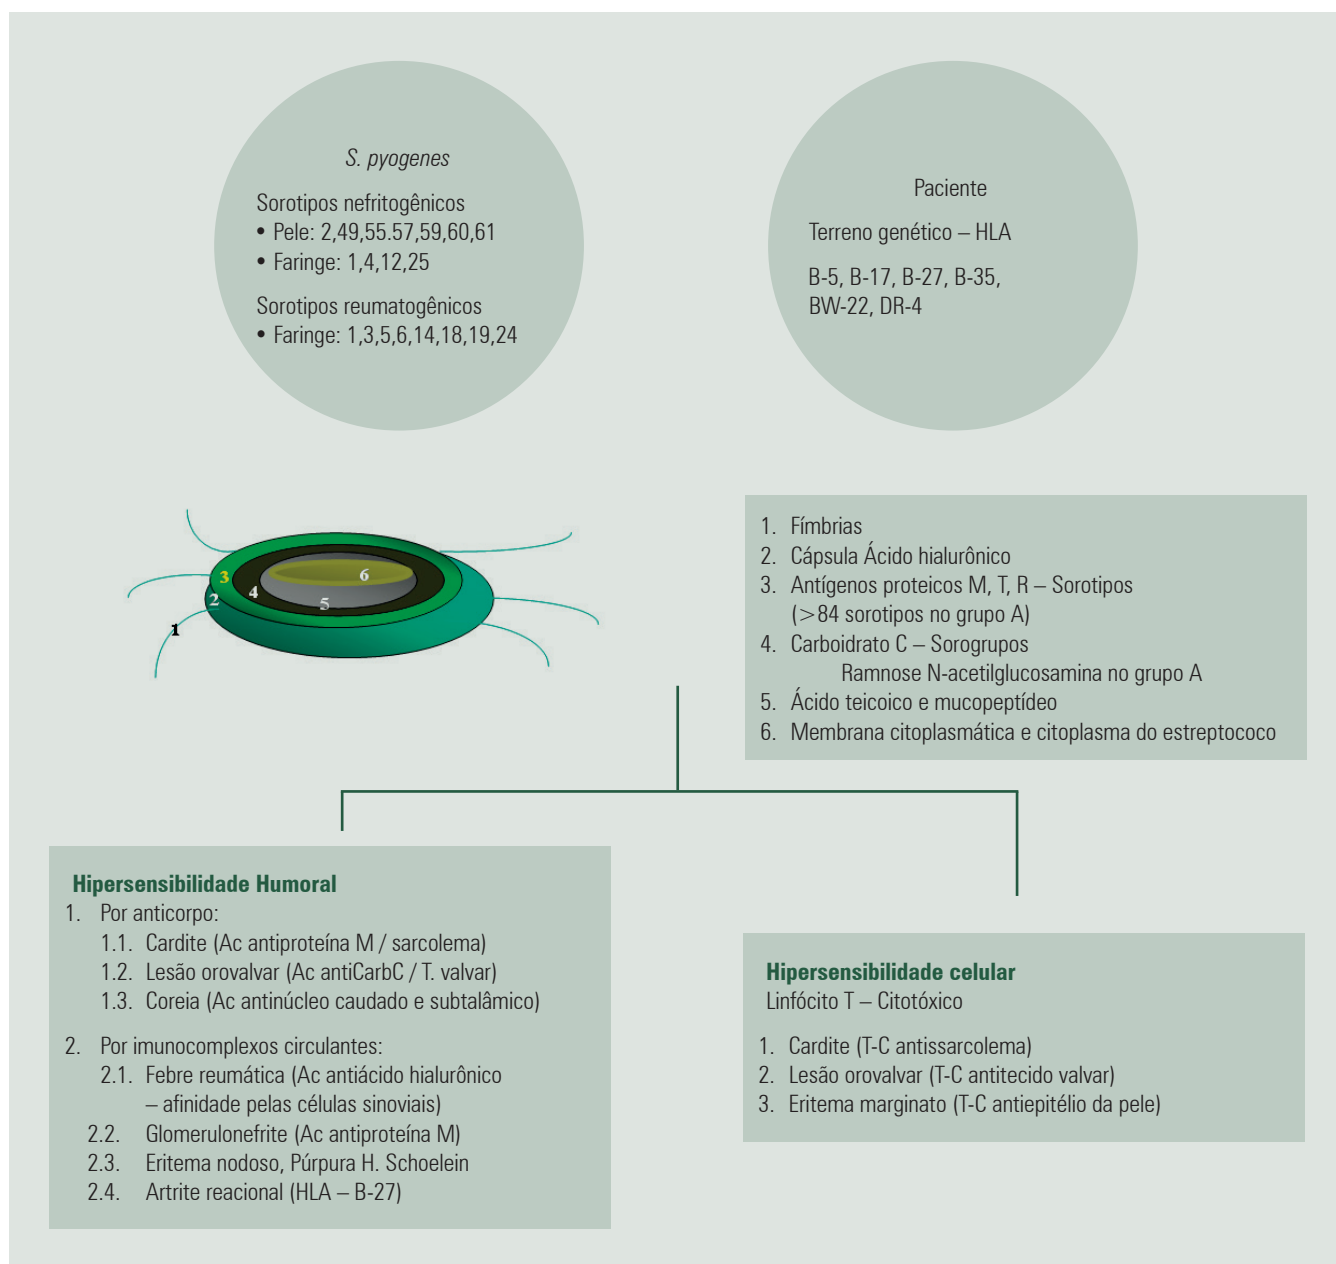 S. pyogenes
Sorotipos nefritogênicos
• Pele: 2,49,55.57,59,60,61
• Faringe: 1,4,12,25
Sorotipos reumatogênicos
• Faringe: 1,3,5,6,14,18,19,24
Paciente
Terreno genético – HLA
B-5, B-17, B-27, B-35,
BW-22, DR-4
1
2
3
4
5
6
1. Fímbrias
2. Cápsula Ácido hialurônico
3. Antígenos proteicos M, T, R – Sorotipos
(>84 sorotipos no grupo A)
4. Carboidrato C – Sorogrupos
Ramnose N-acetilglucosamina no grupo A
5. Ácido teicoico e mucopeptídeo
6. Membrana citoplasmática e citoplasma do estreptococo
Hipersensibilidade Humoral
1. Por anticorpo:
1.1. Cardite (Ac antiproteína M / sarcolema)
1.2. Lesão orovalvar (Ac antiCarbC / T. valvar)
1.3. Coreia (Ac antinúcleo caudado e subtalâmico)
2. Por imunocomplexos circulantes:
2.1. Febre reumática (Ac antiácido hialurônico
– afinidade pelas células sinoviais)
2.2. Glomerulonefrite (Ac antiproteína M)
2.3. Eritema nodoso, Púrpura H. Schoelein
2.4. Artrite reacional (HLA – B-27)
Hipersensibilidade celular
Linfócito T – Citotóxico
1. Cardite (T-C antissarcolema)
2. Lesão orovalvar (T-C antitecido valvar)
3. Eritema marginato (T-C antiepitélio da pele)